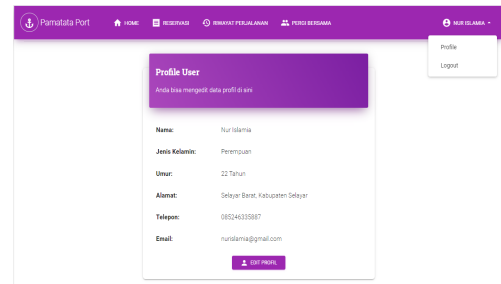 Pamatata Port HOME RESERVASI RIWAYAT PERJALANAN PERGI BERSAMA NUR ISLAMIA
Profile
Logout
Profile User
Anda bisa mengedit data profil di sini
Nama: Nur Islamia
Jenis Kelamin: Perempuan
Umur: 22 Tahun
Alamat: Selayar Barat, Kabupaten Selayar
Telepon: 085246335887
Email: nurislamia@gmail.com
EDIT PROFIL